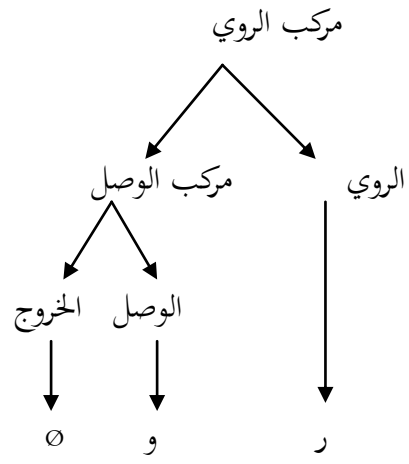 مركب الروي
الروي مركب الوصل
الوصل الخروج
ر و ∅